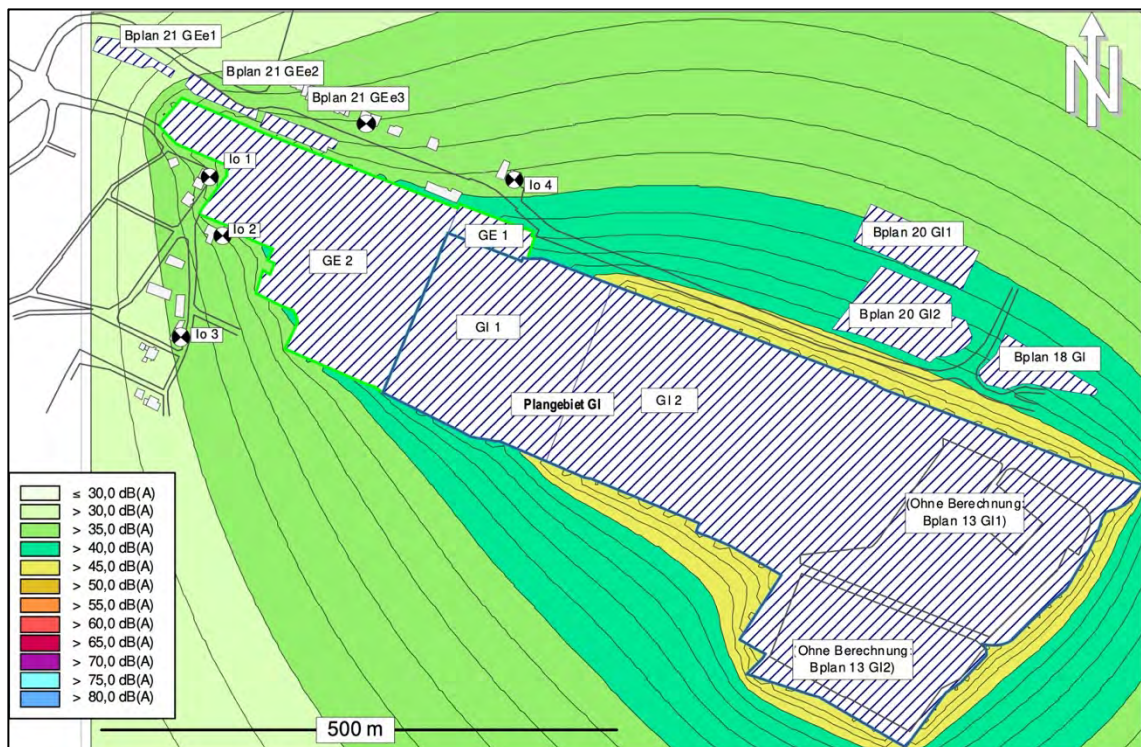 Bplan 21 GEe1
Bplan 21 GEe2
Bplan 21 GEe3
N
Io 1
Io 4
Io 2
GE 1
Bplan 20 GI1
GE 2
Bplan 20 GI2
GI 1
Io 3
Bplan 18 GI
Plangebiet GI
GI 2
≤ 30,0 dB(A)
> 30,0 dB(A)
> 35,0 dB(A)
> 40,0 dB(A)
> 45,0 dB(A)
> 50,0 dB(A)
> 55,0 dB(A)
> 60,0 dB(A)
> 65,0 dB(A)
> 70,0 dB(A)
> 75,0 dB(A)
> 80,0 dB(A)
(Ohne Berechnung:
Bplan 13 GI1)
(Ohne Berechnung:
Bplan 13 GI2)
500 m